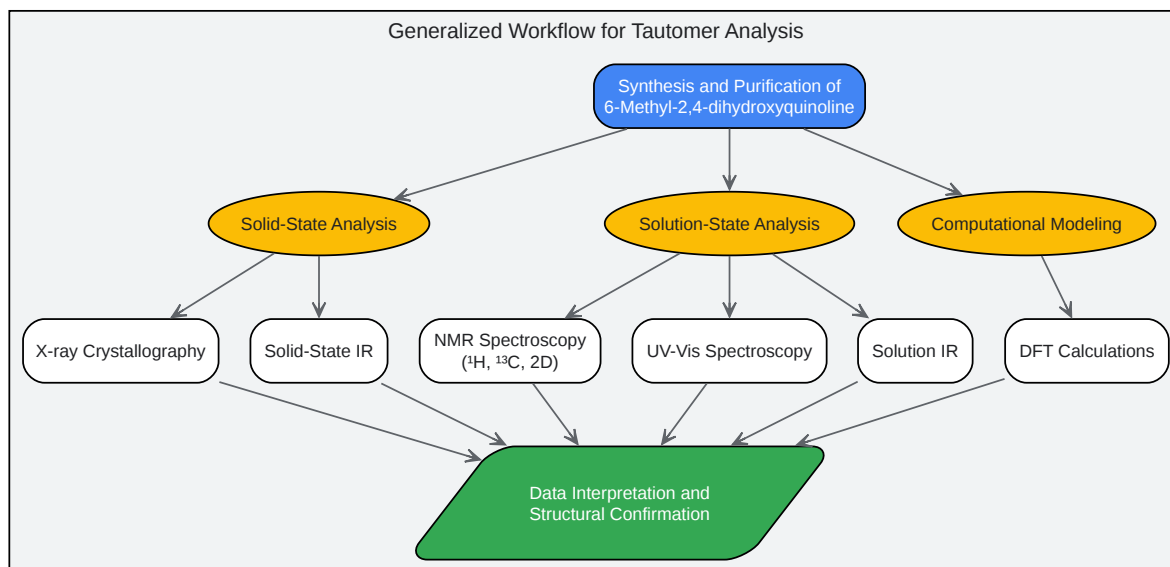 Generalized Workflow for Tautomer Analysis
Synthesis and Purification of
6-Methyl-2,4-dihydroxyquinoline
Solid-State Analysis
Solution-State Analysis
Computational Modeling
X-ray Crystallography
Solid-State IR
NMR Spectroscopy
(¹H, ¹³C, 2D)
UV-Vis Spectroscopy
Solution IR
DFT Calculations
Data Interpretation and
Structural Confirmation